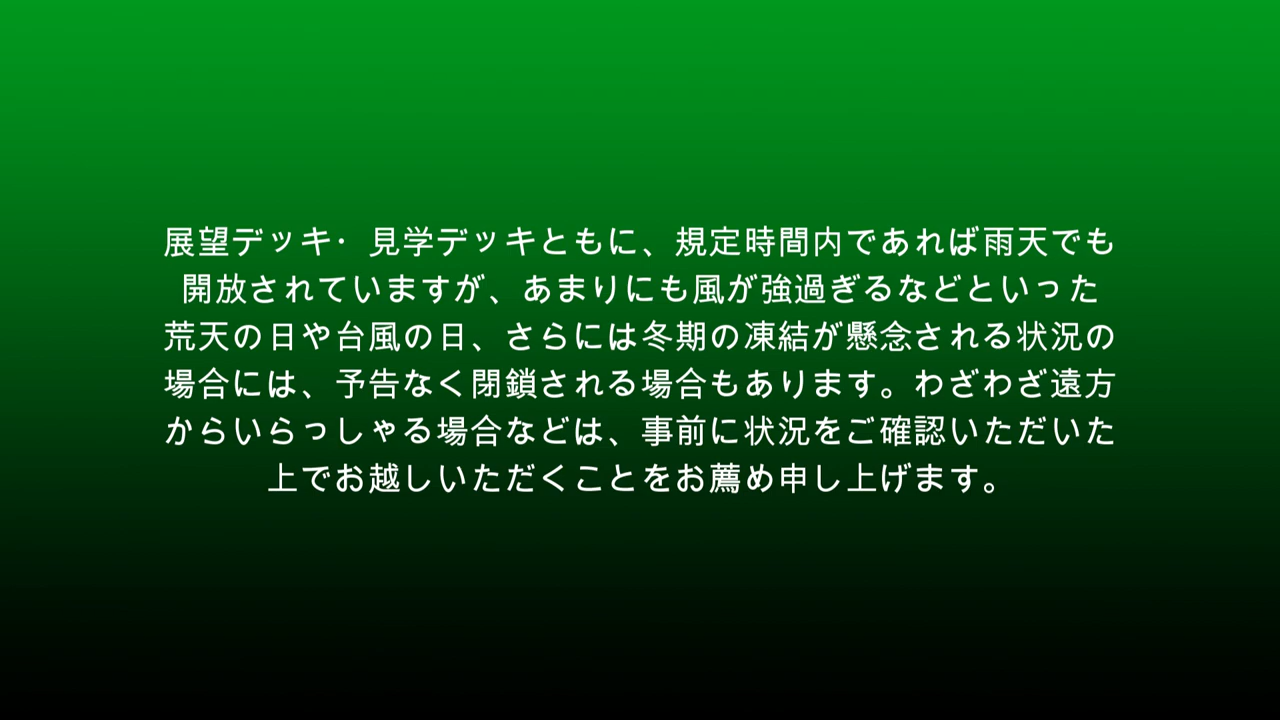 展望デッキ・見学デッキともに、規定時間内であれば雨天でも
開放されていますが、あまりにも風が強過ぎるなどといった
荒天の日や台風の日、さらには冬期の凍結が懸念される状況の
場合には、予告なく閉鎖される場合もあります。わざわざ遠方
からいらっしゃる場合などは、事前に状況をご確認いただいた
上でお越しいただくことをお薦め申し上げます。